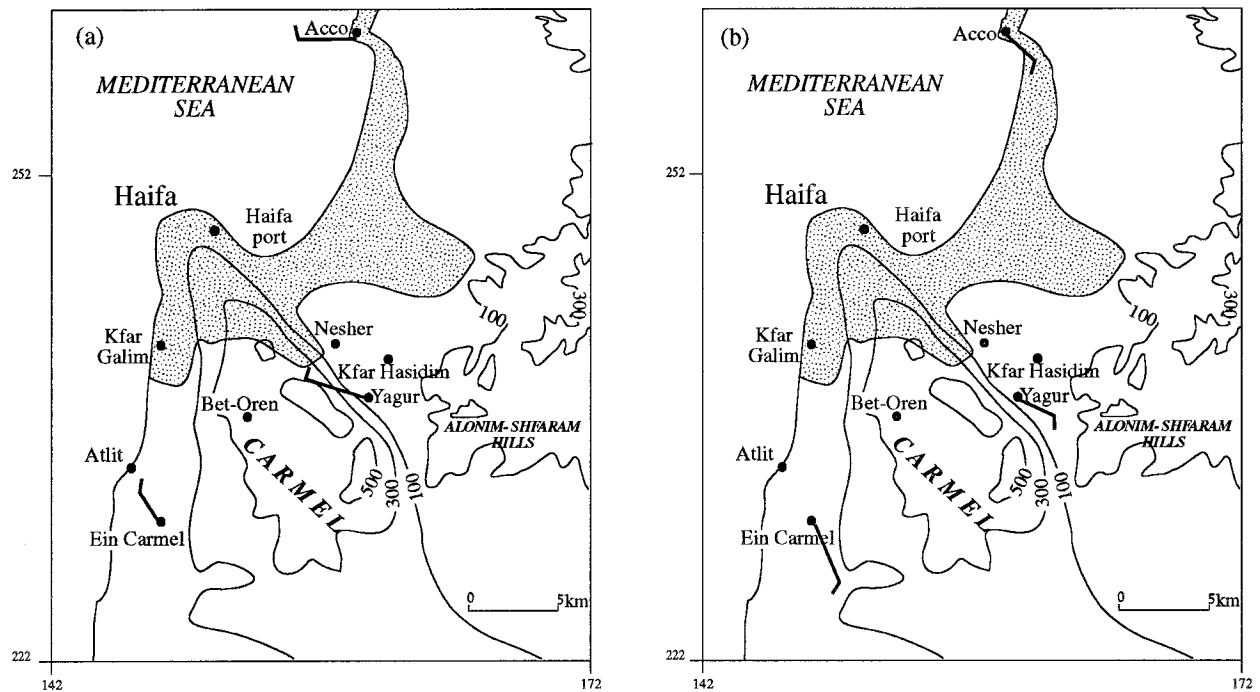 (a)
Acco
MEDITERRANEAN
SEA
252
Haifa
Haifa
port
100
300
Kfar
Galim
Nesher
Kfar Hasidim
Yagur
Bet-Oren
ALONIM-SHFARAM
HILLS
CARMEL
Atlit
500
300
100
Ein Carmel
0 5km
222
142 172
(b)
Acco
MEDITERRANEAN
SEA
252
Haifa
Haifa
port
100
300
Kfar
Galim
Nesher
Kfar Hasidim
Yagur
Bet-Oren
ALONIM-SHFARAM
HILLS
CARMEL
Atlit
500
300
100
Ein Carmel
0 5km
222
142 172